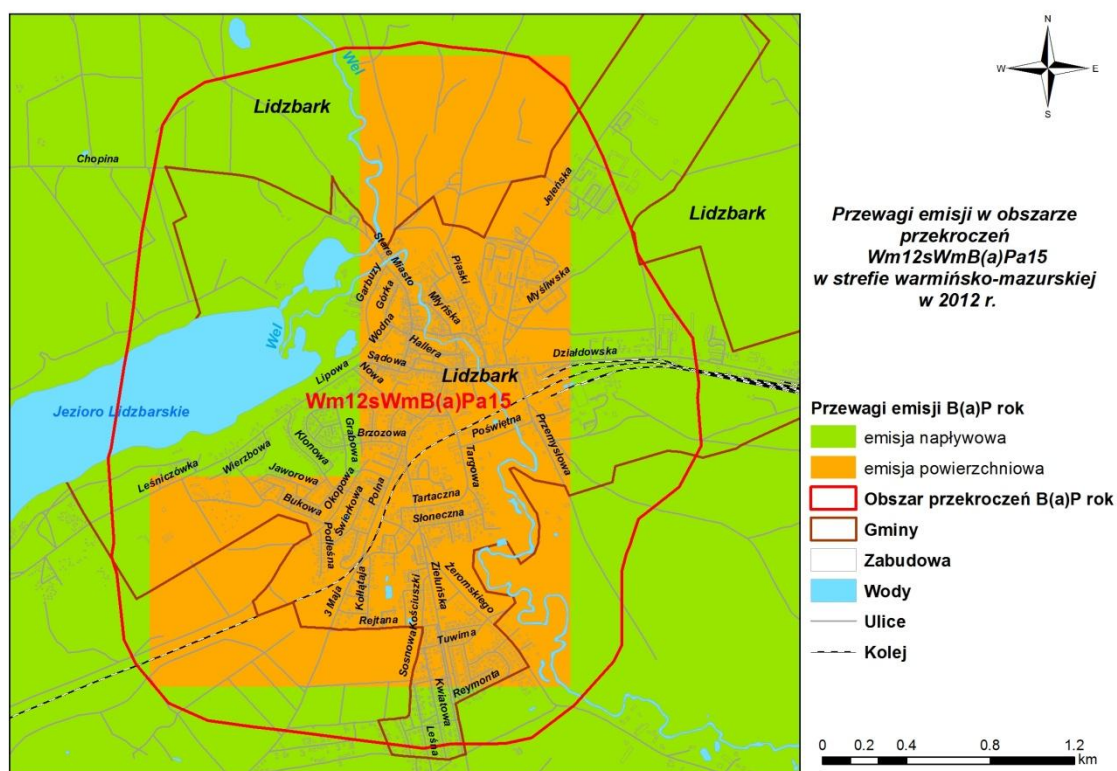 Wel
Lidzbark
Chopina
Jeleńska
Lidzbark
Stare Miasto
Piaski
Garbuzy
Górka
Myśliwska
Młyńska
Wodna
Wel
Hallera
Działdowska
Sądowa
Lipowa
Nowa
Lidzbark
Jezioro Lidzbarskie
Wm12sWmB(a)Pa15
Grabowa
Brzozowa
Poświętna
Przemysłowa
Klonowa
Wierzbowa
Leśniczówka
Targowa
Jaworowa
Okopowa
Polna
Bukowa
Świerkowa
Tartaczna
Słoneczna
Podleśna
Zieluńska
Żeromskiego
Kołłątaja
3 Maja
Kościuszki
Rejtana
Tuwima
Sosnowa
Reymonta
Kwiatowa
Leśna
N
W
E
S
Przewagi emisji w obszarze
przekroczeń
Wm12sWmB(a)Pa15
w strefie warmińsko-mazurskiej
w 2012 r.
Przewagi emisji B(a)P rok
emisja napływowa
emisja powierzchniowa
Obszar przekroczeń B(a)P rok
Gminy
Zabudowa
Wody
Ulice
Kolej
0 0.2 0.4 0.8 1.2
km